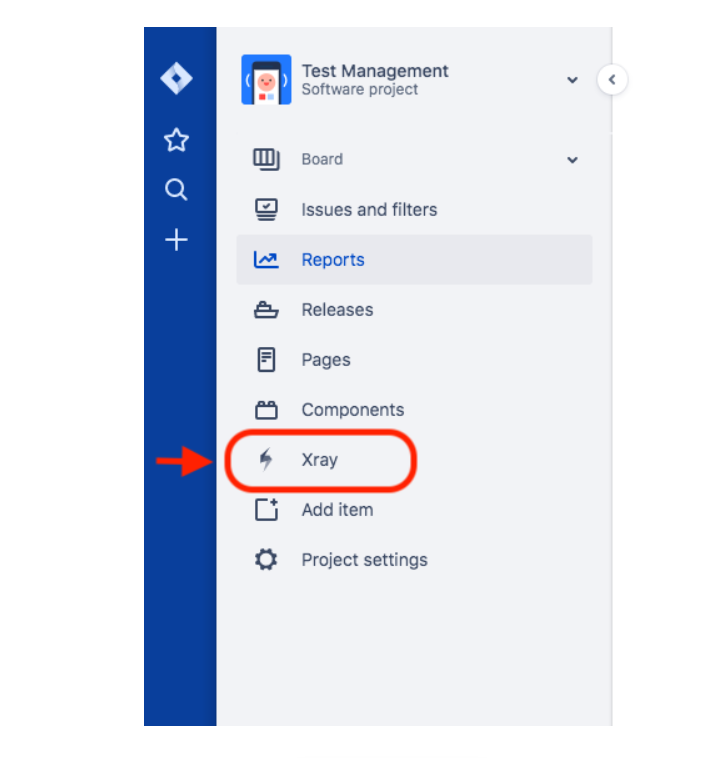 Test Management
Software project
Board
Issues and filters
Reports
Releases
Pages
Components
Xray
Add item
Project settings